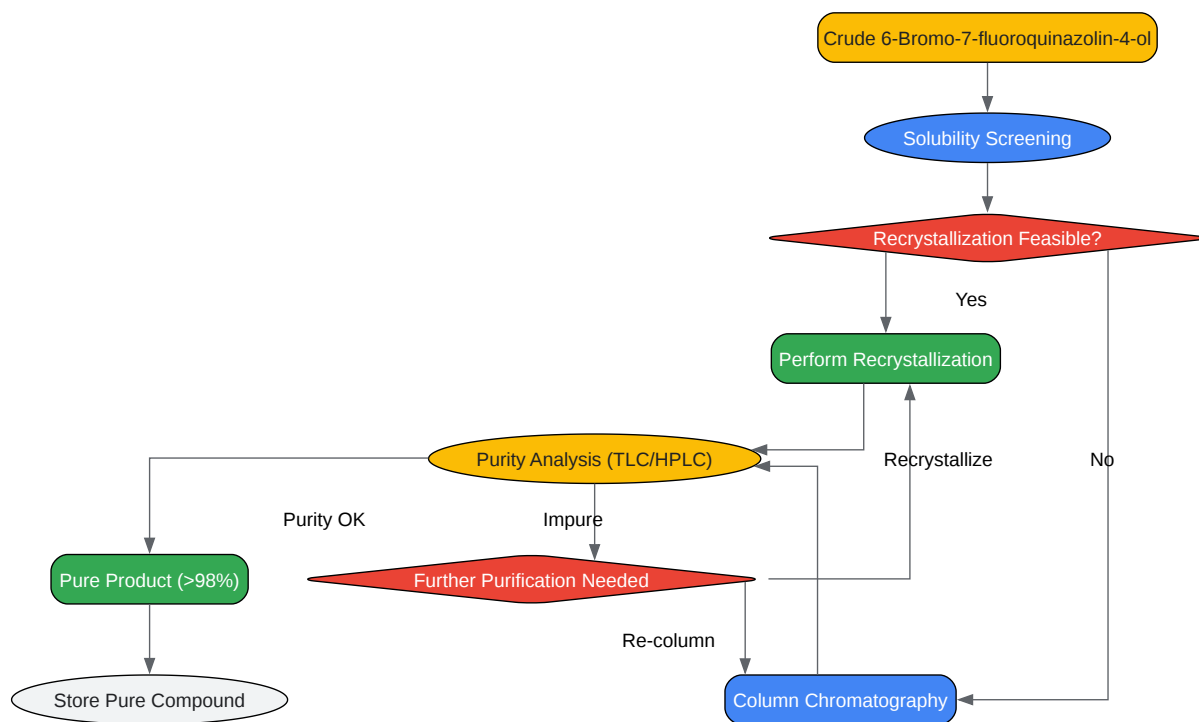 Crude 6-Bromo-7-fluoroquinazolin-4-ol
Solubility Screening
Recrystallization Feasible?
Yes
Perform Recrystallization
Purity Analysis (TLC/HPLC)
Recrystallize
No
Purity OK
Impure
Pure Product (>98%)
Further Purification Needed
Re-column
Store Pure Compound
Column Chromatography